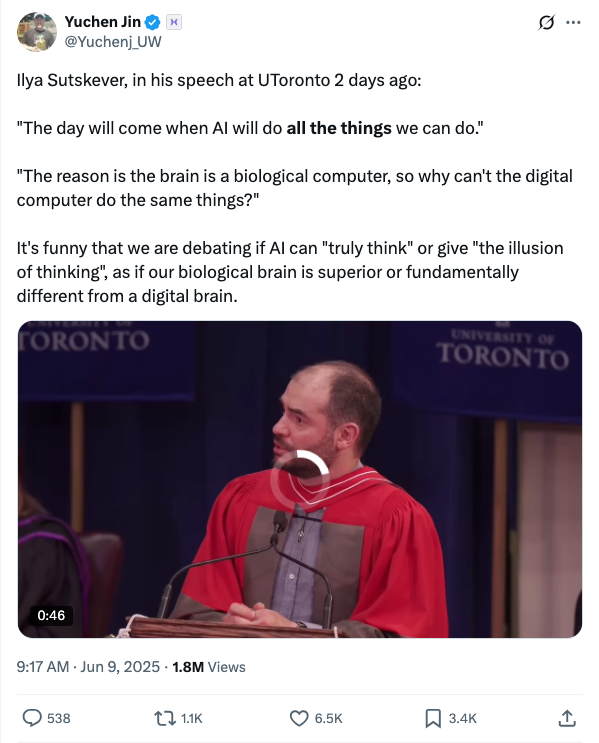 Yuchen Jin
@Yuchenj_UW
Ilya Sutskever, in his speech at UToronto 2 days ago:
"The day will come when AI will do all the things we can do."
"The reason is the brain is a biological computer, so why can't the digital
computer do the same things?"
It's funny that we are debating if AI can "truly think" or give "the illusion
of thinking", as if our biological brain is superior or fundamentally
different from a digital brain.
TORONTO
UNIVERSITY OF
TORONTO
0:46
9:17 AM · Jun 9, 2025 · 1.8M Views
538
1.1K
6.5K
3.4K